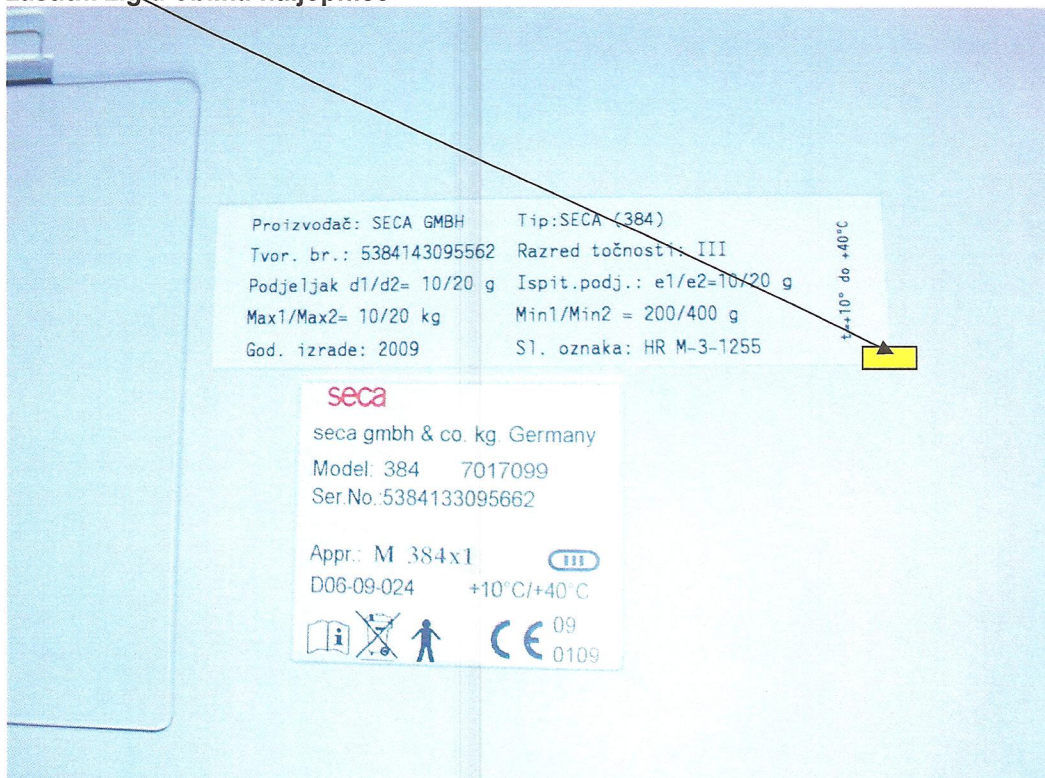 Proizvođač: SECA GMBH Tip:SECA (384)
Tvor. br.: 5384143095562 Razred točnosti: III
Podjeljak d1/d2= 10/20 g Ispit.podj.: e1/e2=10/20 g
Max1/Max2= 10/20 kg Min1/Min2 = 200/400 g
God. izrade: 2009 Sl. oznaka: HR M-3-1255
t=+10° do +40°C
seca
seca gmbh & co. kg. Germany
Model: 384 7017099
Ser.No.:5384133095662
Appr.: M 384x1 III
D06-09-024 +10°C/+40°C
i CE 09
0109